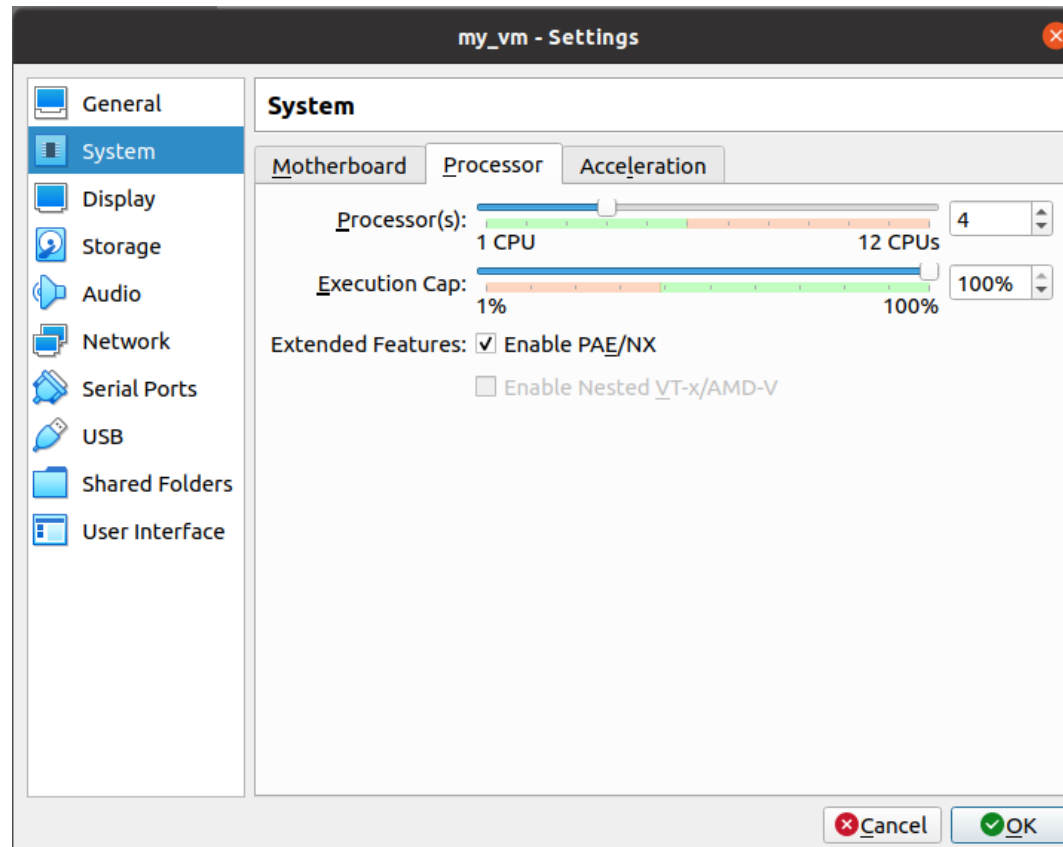 my_vm - Settings
General
System
Display
Storage
Audio
Network
Serial Ports
USB
Shared Folders
User Interface
System
Motherboard Processor Acceleration
Processor(s): 4
1 CPU 12 CPUs
Execution Cap: 100%
1% 100%
Extended Features: Enable PAE/NX
Enable Nested VT-x/AMD-V
Cancel OK